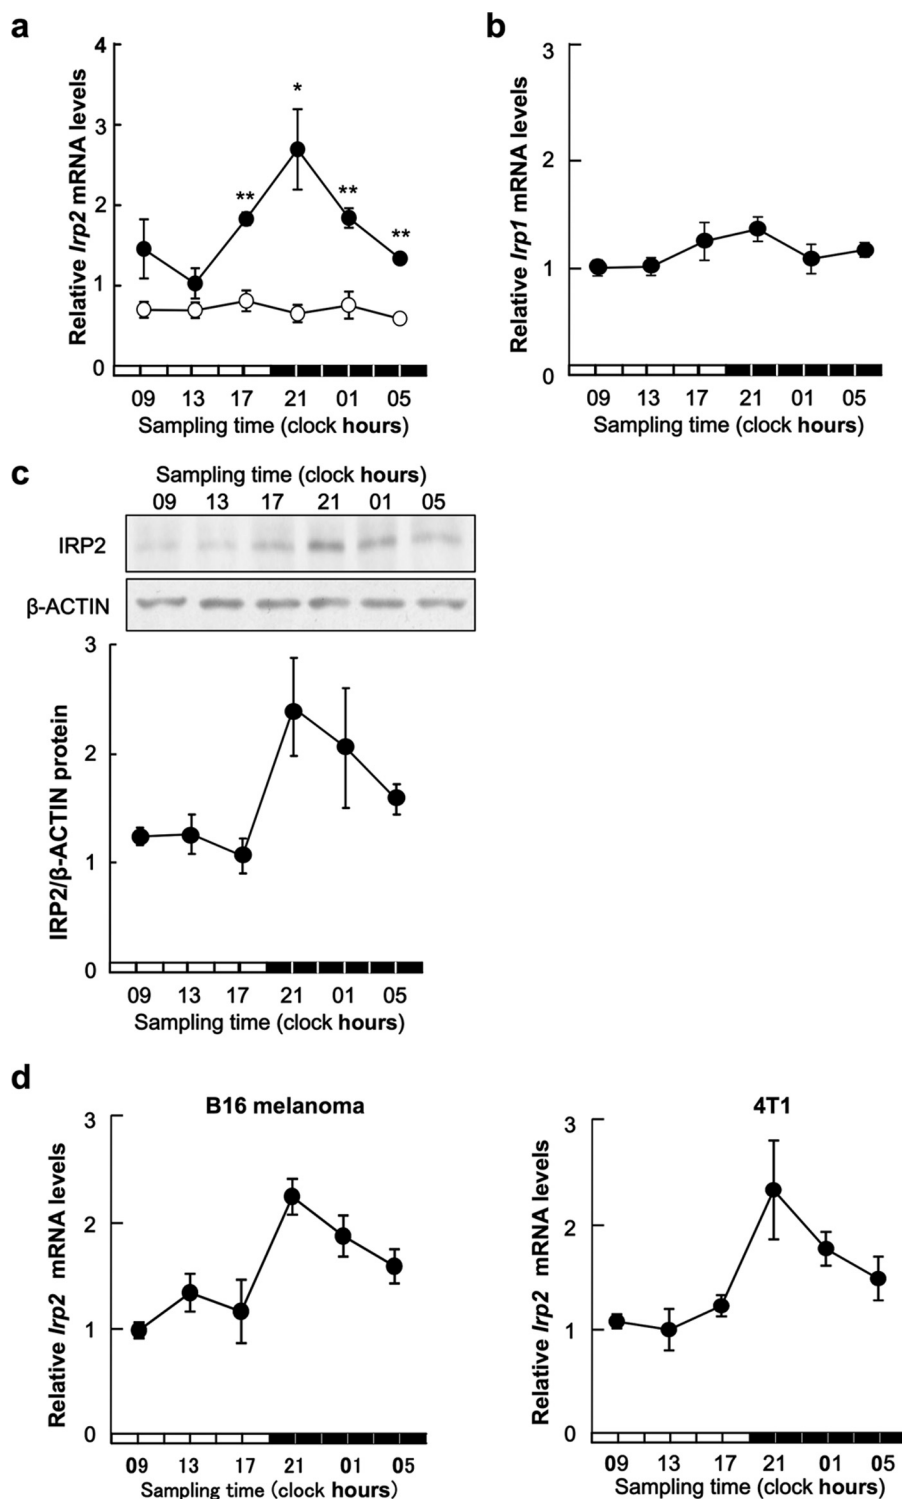 a
4
3
2
1
0
Relative Irp2 mRNA levels
*
**
**
**
09 13 17 21 01 05
Sampling time (clock hours)
b
3
2
1
0
Relative Irp1 mRNA levels
09 13 17 21 01 05
Sampling time (clock hours)
c
Sampling time (clock hours)
09 13 17 21 01 05
IRP2
β-ACTIN
3
2
1
0
IRP2/β-ACTIN protein
09 13 17 21 01 05
Sampling time (clock hours)
d
B16 melanoma
3
2
1
0
Relative Irp2 mRNA levels
09 13 17 21 01 05
Sampling time (clock hours)
4T1
3
2
1
0
Relative Irp2 mRNA levels
09 13 17 21 01 05
Sampling time (clock hours)